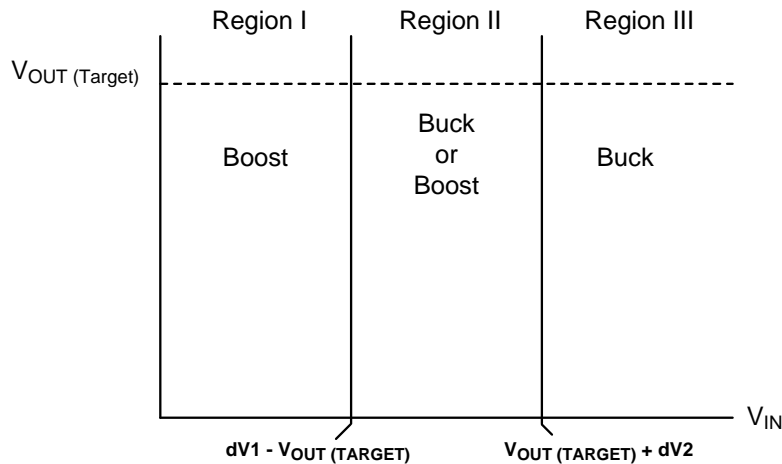 Region I Region II Region III
VOUT (Target)
Boost
Buck
or
Boost
Buck
VIN
dV1 - VOUT (TARGET)
VOUT (TARGET) + dV2